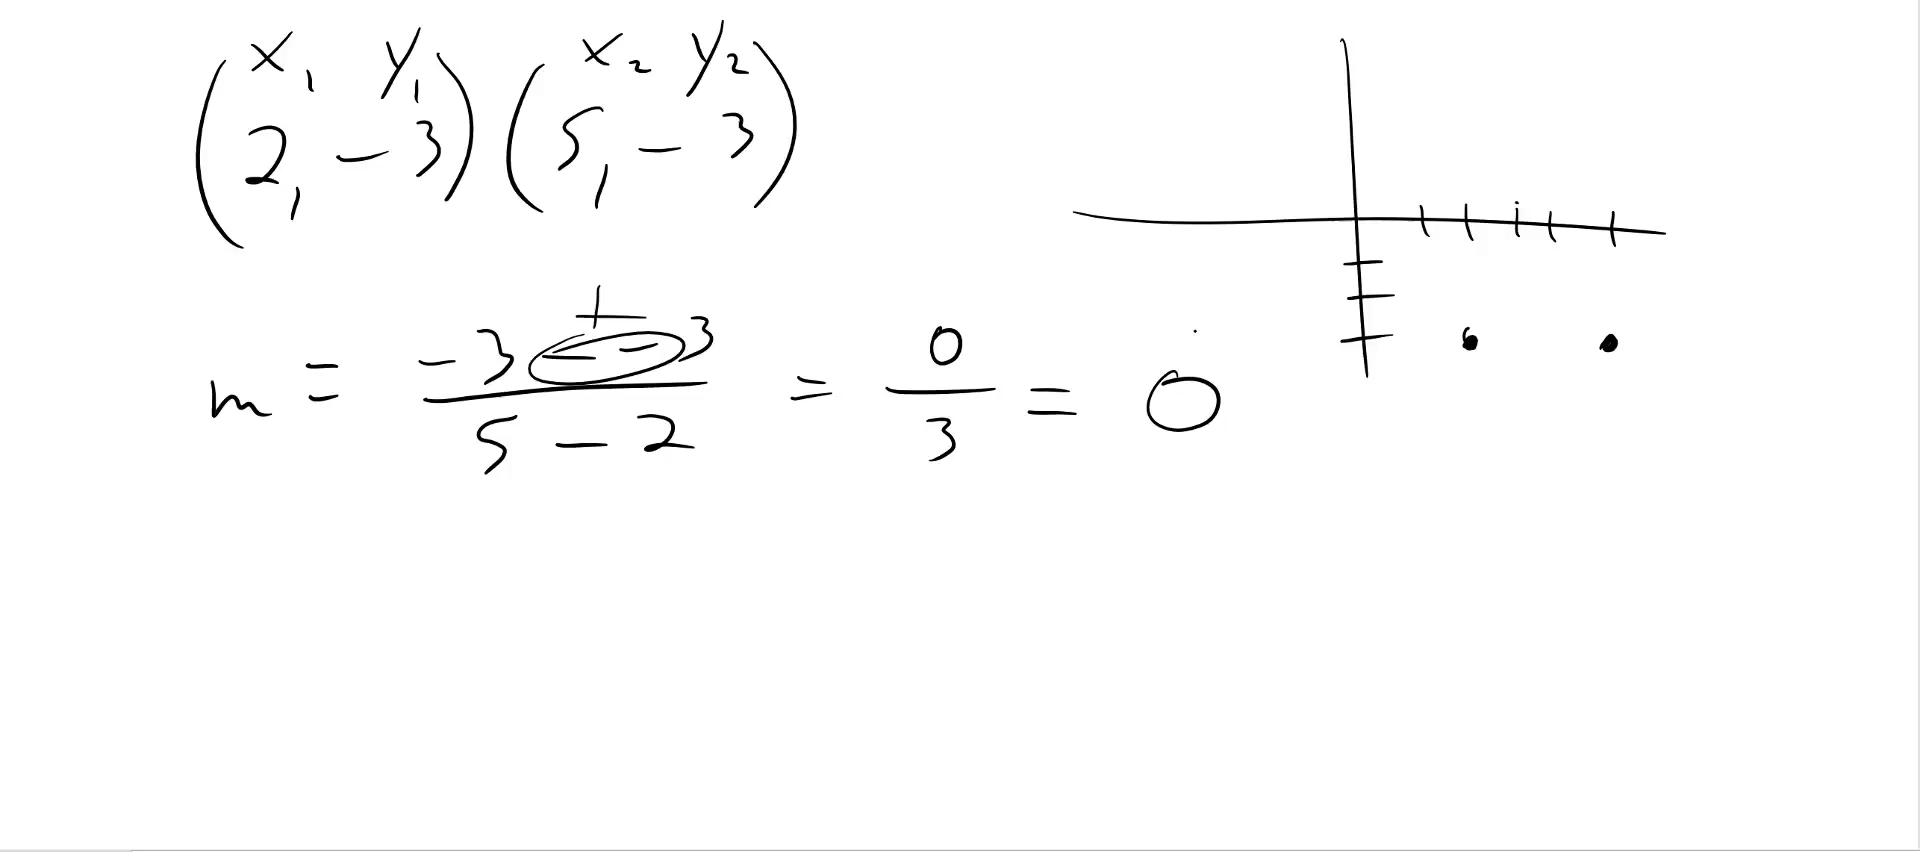 x₁ y₁ x₂ y₂
(2, -3)(5, -3)
+
m = -3 - -3 / 5 - 2 = 0 / 3 = 0